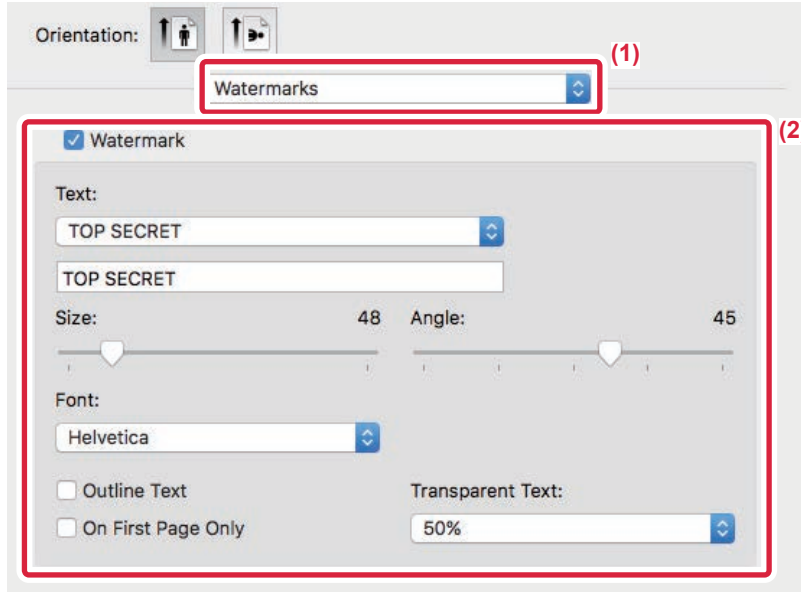 Orientation:
(1)
Watermarks
(2
Watermark
Text:
TOP SECRET
TOP SECRET
Size: 48 Angle: 45
Font:
Helvetica
Outline Text Transparent Text:
On First Page Only 50%